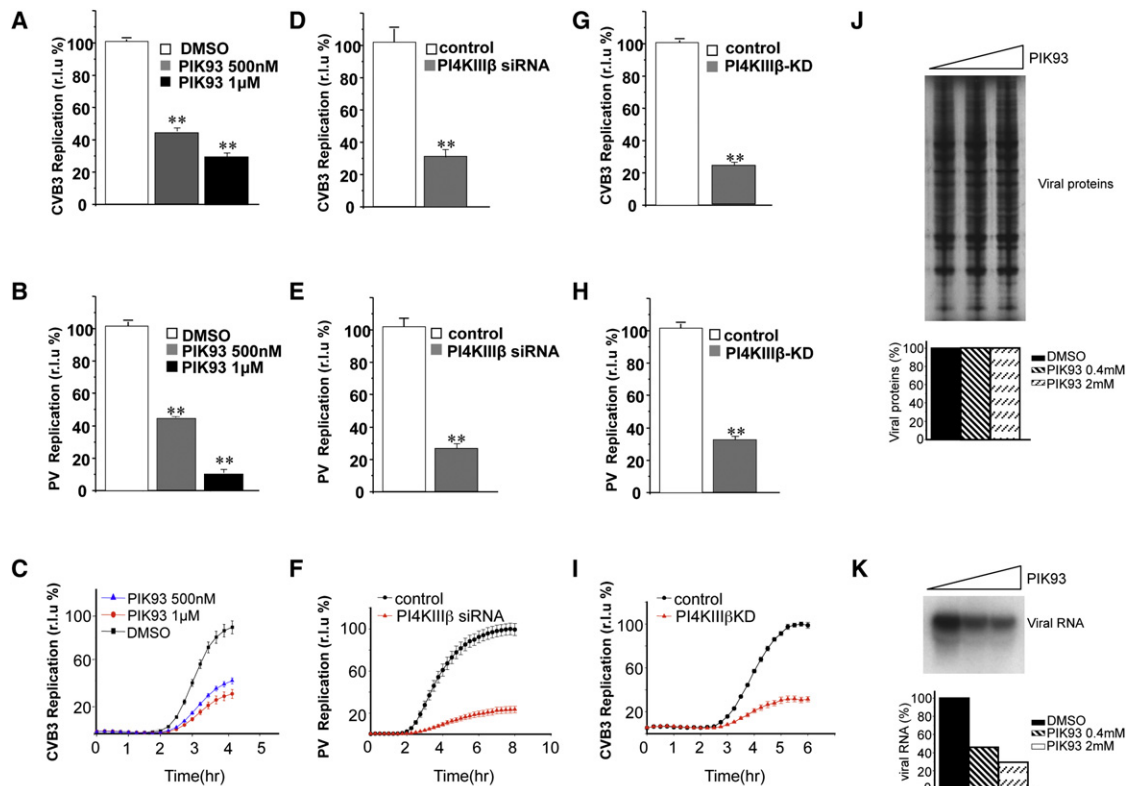 A
CVB3 Replication (r.l.u %)
100
80
60
40
20
0
DMSO
PIK93 500nM
PIK93 1μM
**
**
D
CVB3 Replication (r.l.u %)
100
80
60
40
20
0
control
PI4KIIIβ siRNA
**
G
CVB3 Replication (r.l.u %)
100
80
60
40
20
0
control
PI4KIIIβ-KD
**
J
PIK93
Viral proteins
Viral proteins (%)
100
80
60
40
20
0
DMSO
PIK93 0.4mM
PIK93 2mM
B
PV Replication (r.l.u %)
100
80
60
40
20
0
DMSO
PIK93 500nM
PIK93 1μM
**
**
E
PV Replication (r.l.u %)
100
80
60
40
20
0
control
PI4KIIIβ siRNA
**
H
PV Replication (r.l.u %)
100
80
60
40
20
0
control
PI4KIIIβ-KD
**
C
CVB3 Replication (r.l.u %)
100
60
20
PIK93 500nM
PIK93 1μM
DMSO
0 1 2 3 4 5
Time(hr)
F
PV Replication (r.l.u %)
100
60
20
control
PI4KIIIβ siRNA
0 2 4 6 8 10
Time(hr)
I
CVB3 Replication (r.l.u %)
100
60
20
control
PI4KIIIβKD
0 1 2 3 4 5 6
Time(hr)
K
PIK93
Viral RNA
viral RNA (%)
100
80
60
40
20
0
DMSO
PIK93 0.4mM
PIK93 2mM